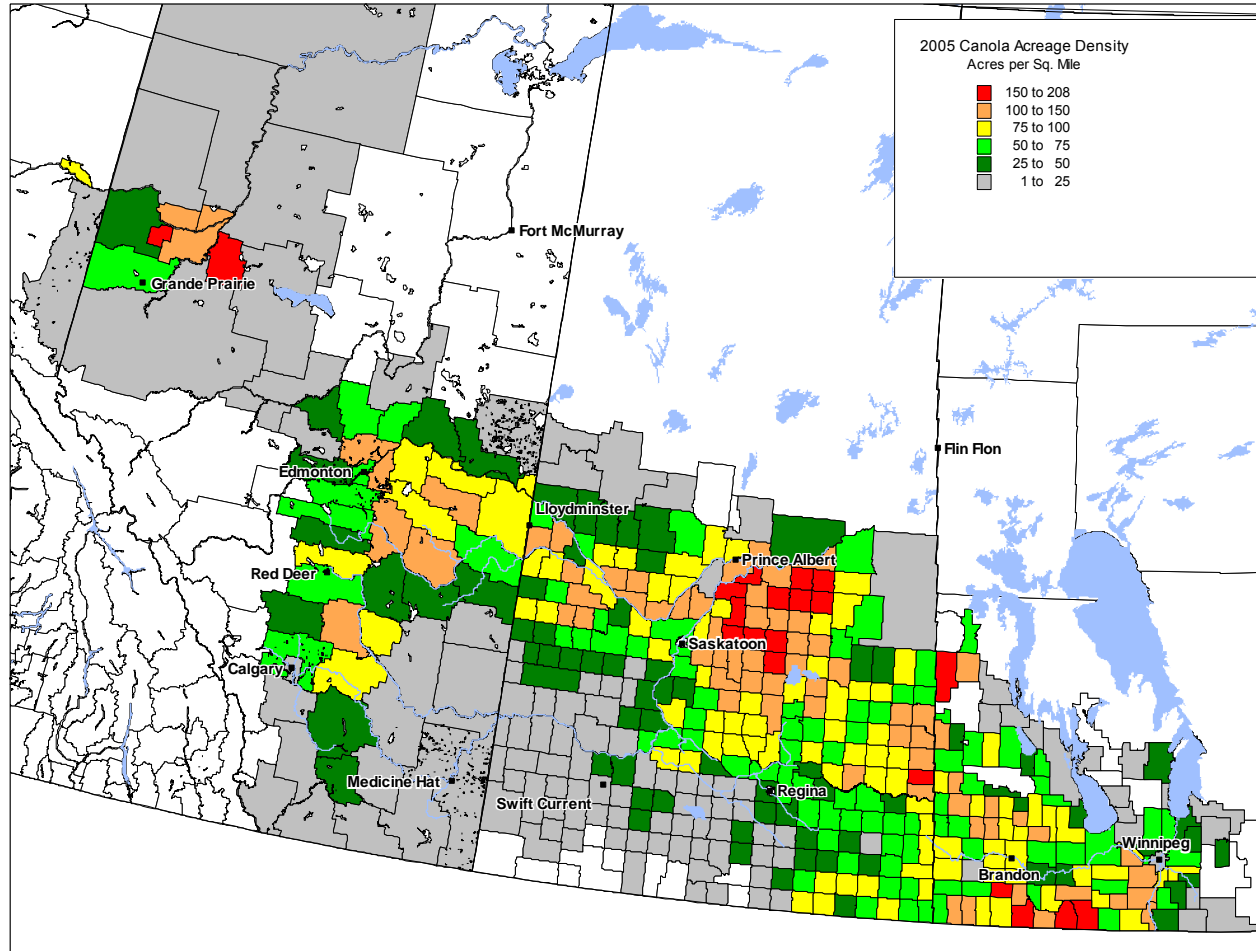 2005 Canola Acreage Density
Acres per Sq. Mile
150 to 208
100 to 150
75 to 100
50 to 75
25 to 50
1 to 25
Fort McMurray
Grande Prairie
Flin Flon
Edmonton
Lloydminster
Prince Albert
Red Deer
Saskatoon
Calgary
Medicine Hat
Regina
Swift Current
Winnipeg
Brandon